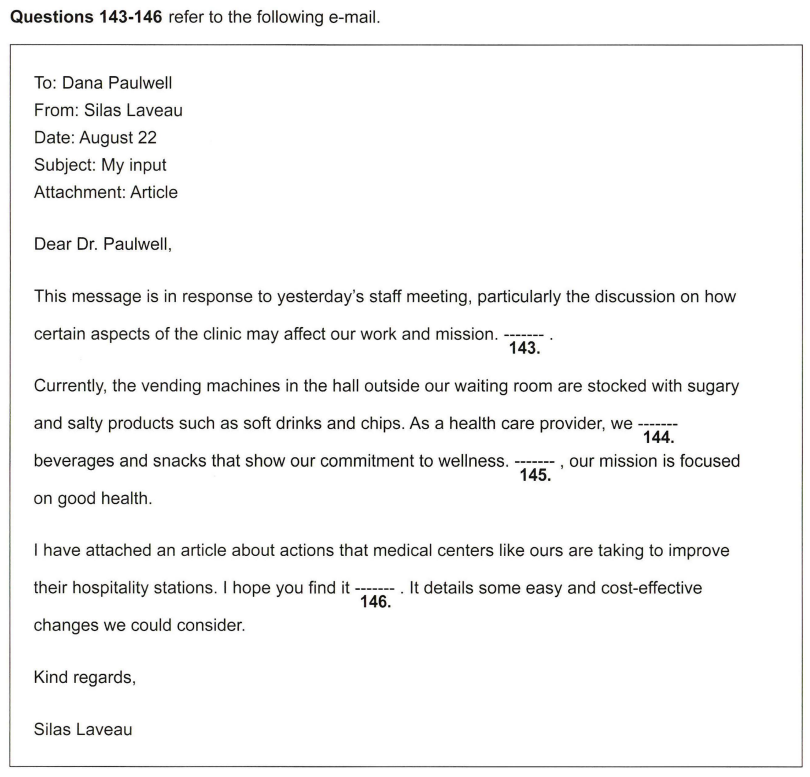 Questions 143-146 refer to the following e-mail.
To: Dana Paulwell
From: Silas Laveau
Date: August 22
Subject: My input
Attachment: Article
Dear Dr. Paulwell,
This message is in response to yesterday's staff meeting, particularly the discussion on how
certain aspects of the clinic may affect our work and mission. ------- .
143.
Currently, the vending machines in the hall outside our waiting room are stocked with sugary
and salty products such as soft drinks and chips. As a health care provider, we -------
144.
beverages and snacks that show our commitment to wellness. ------- , our mission is focused
145.
on good health.
I have attached an article about actions that medical centers like ours are taking to improve
their hospitality stations. I hope you find it ------- . It details some easy and cost-effective
146.
changes we could consider.
Kind regards,
Silas Laveau